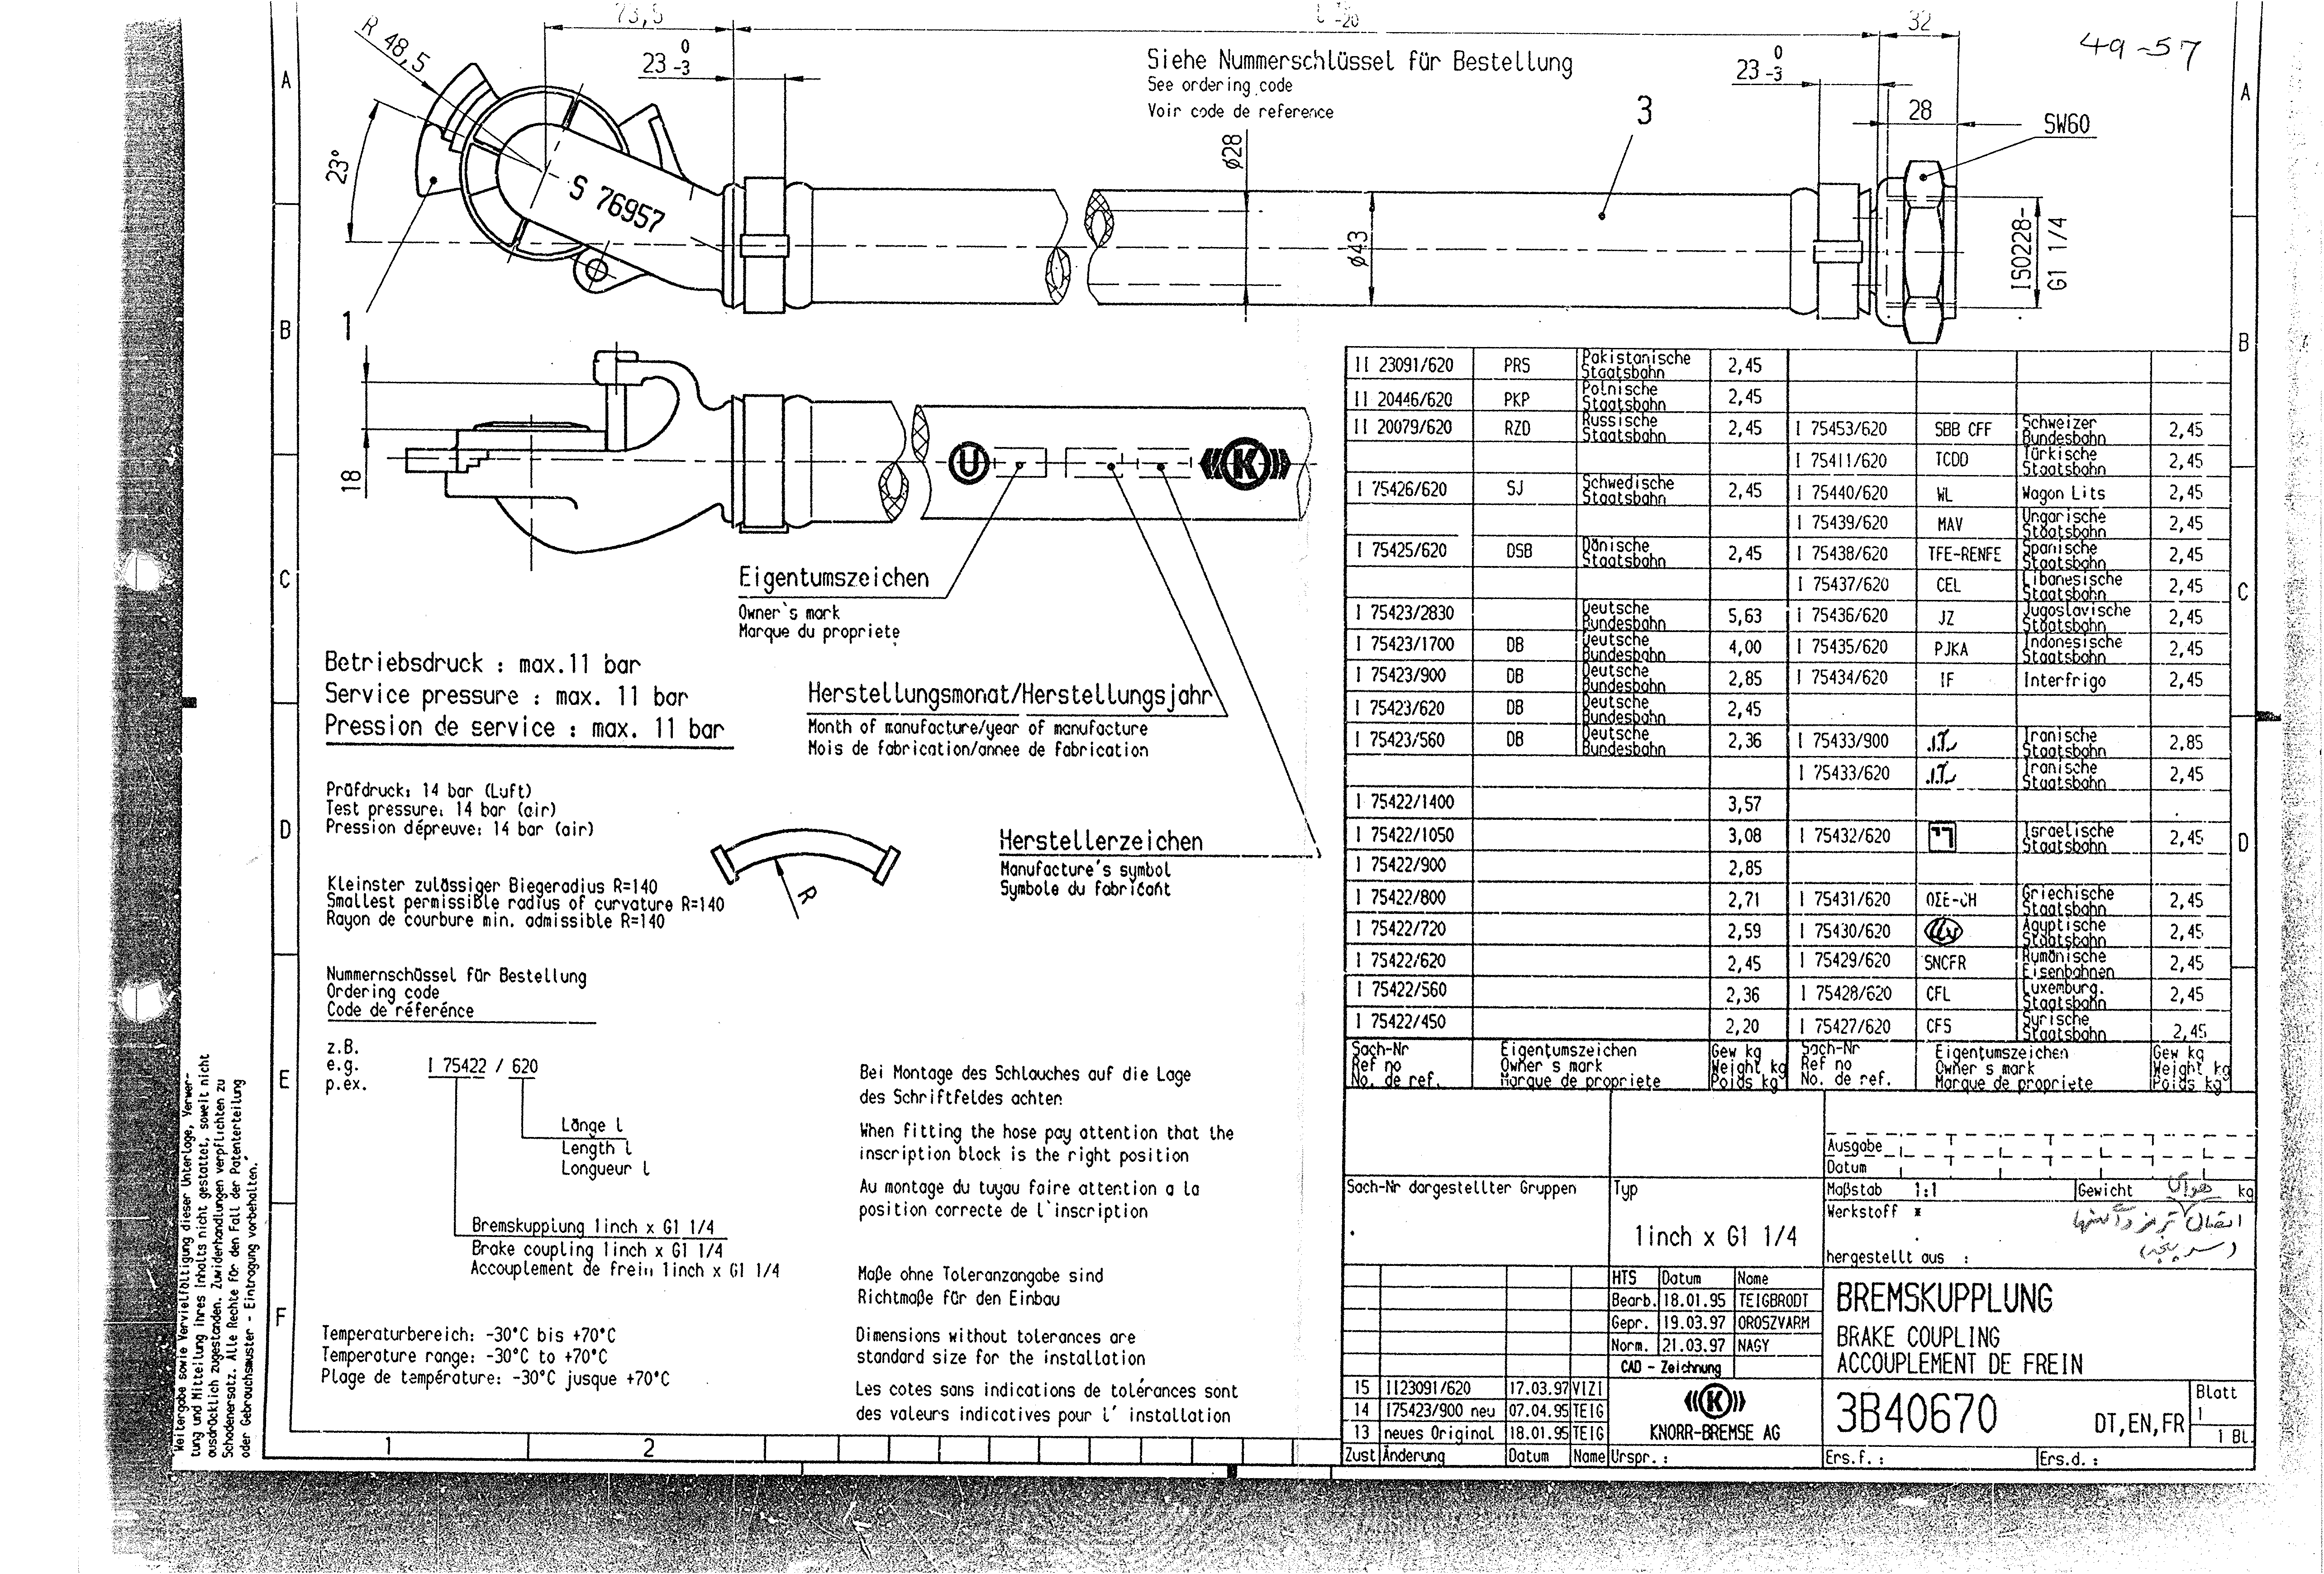 73,5
-20
32
49-57
R 48,5
23 0 -3
Siehe Nummerschlüssel für Bestellung
See ordering code
Voir code de reference
23 0 -3
28
SW60
3
A
A
23°
S 76957
ø28
ø43
ISO228-
G1 1/4
1
B
B
18
U
K
Eigentumszeichen
Owner`s mark
Marque du propriete
C
C
Betriebsdruck : max.11 bar
Service pressure : max. 11 bar
Pression de service : max. 11 bar
Herstellungsmonat/Herstellungsjahr
Month of manufacture/year of manufacture
Mois de fabrication/annee de fabrication
Prüfdruck: 14 bar (Luft)
Test pressure: 14 bar (air)
Pression dépreuve: 14 bar (air)
D
D
R
Herstellerzeichen
Manufacture's symbol
Symbole du fabricant
Kleinster zulässiger Biegeradius R=140
Smallest permissible radius of curvature R=140
Rayon de courbure min. admissible R=140
Nummernschüssel für Bestellung
Ordering code
Code de référence
z.B.
e.g.
p.ex.
I 75422 / 620
Länge l
Length l
Longueur l
Bremskupplung 1inch x G1 1/4
Brake coupling 1inch x G1 1/4
Accouplement de frein 1inch x G1 1/4
E
F
Temperaturbereich: -30°C bis +70°C
Temperature range: -30°C to +70°C
Plage de température: -30°C jusque +70°C
Bei Montage des Schlauches auf die Lage
des Schriftfeldes achten
When fitting the hose pay attention that the
inscription block is the right position
Au montage du tuyau faire attention a la
position correcte de l`inscription
Maße ohne Toleranzangabe sind
Richtmaße für den Einbau
Dimensions without tolerances are
standard size for the installation
Les cotes sans indications de tolérances sont
des valeurs indicatives pour l' installation
1
2
Weitergabe sowie Vervielfältigung dieser Unterlage, Verwer-
tung und Mitteilung ihres Inhalts nicht gestattet, soweit nicht
ausdrücklich zugestanden. Zuwiderhandlungen verpflichten zu
Schadenersatz. Alle Rechte für den Fall der Patenterteilung
oder Gebrauchsmuster - Eintragung vorbehalten.
II 23091/620 PRS Pakistanische Staatsbahn 2,45
II 20446/620 PKP Polnische Staatsbahn 2,45
II 20079/620 RZD Russische Staatsbahn 2,45 I 75453/620 SBB CFF Schweizer Bundesbahn 2,45
I 75411/620 TCDD Türkische Staatsbahn 2,45
I 75426/620 SJ Schwedische Staatsbahn 2,45 I 75440/620 WL Wagon Lits 2,45
I 75439/620 MAV Ungarische Staatsbahn 2,45
I 75425/620 DSB Dänische Staatsbahn 2,45 I 75438/620 TFE-RENFE Spanische Staatsbahn 2,45
I 75437/620 CEL Libanesische Staatsbahn 2,45
I 75423/2830 Deutsche Bundesbahn 5,63 I 75436/620 JZ Jugoslavische Staatsbahn 2,45
I 75423/1700 DB Deutsche Bundesbahn 4,00 I 75435/620 PJKA Indonesische Staatsbahn 2,45
I 75423/900 DB Deutsche Bundesbahn 2,85 I 75434/620 IF Interfrigo 2,45
I 75423/620 DB Deutsche Bundesbahn 2,45
I 75423/560 DB Deutsche Bundesbahn 2,36 I 75433/900 Iranische Staatsbahn 2,85
I 75433/620 Iranische Staatsbahn 2,45
I 75422/1400 3,57
I 75422/1050 3,08 I 75432/620 Israelische Staatsbahn 2,45
I 75422/900 2,85
I 75422/800 2,71 I 75431/620 ΟΣΕ-CH Griechische Staatsbahn 2,45
I 75422/720 2,59 I 75430/620 Ägyptische Staatsbahn 2,45
I 75422/620 2,45 I 75429/620 SNCFR Rumänische Eisenbahnen 2,45
I 75422/560 2,36 I 75428/620 CFL Luxemburg. Staatsbahn 2,45
I 75422/450 2,20 I 75427/620 CFS Syrische Staatsbahn 2,45
Sach-Nr Eigentumszeichen Gew kg Sach-Nr Eigentumszeichen Gew kg
Ref no Owner s mark Weight kg Ref no Owner s mark Weight kg
No. de ref. Marque de propriete Poids kg No. de ref. Marque de propriete Poids kg
Ausgabe
Datum
Sach-Nr dargestellter Gruppen
Typ
1inch x G1 1/4
Maßstab 1:1 Gewicht kg
Werkstoff *
هوای
اتصال ترمز
hergestellt aus :
HTS Datum Name
Bearb. 18.01.95 TEIGBRODT
Gepr. 19.03.97 OROSZVARM
Norm. 21.03.97 NAGY
CAD - Zeichnung
BREMSKUPPLUNG
BRAKE COUPLING
ACCOUPLEMENT DE FREIN
15 II23091/620 17.03.97 VIZI
14 I75423/900 neu 07.04.95 TEIG
13 neues Original 18.01.95 TEIG
Zust Änderung Datum Name
K
KNORR-BREMSE AG
3B40670
DT,EN,FR
Blatt
1
1 Bl.
Urspr. :
Ers.f. :
Ers.d. :